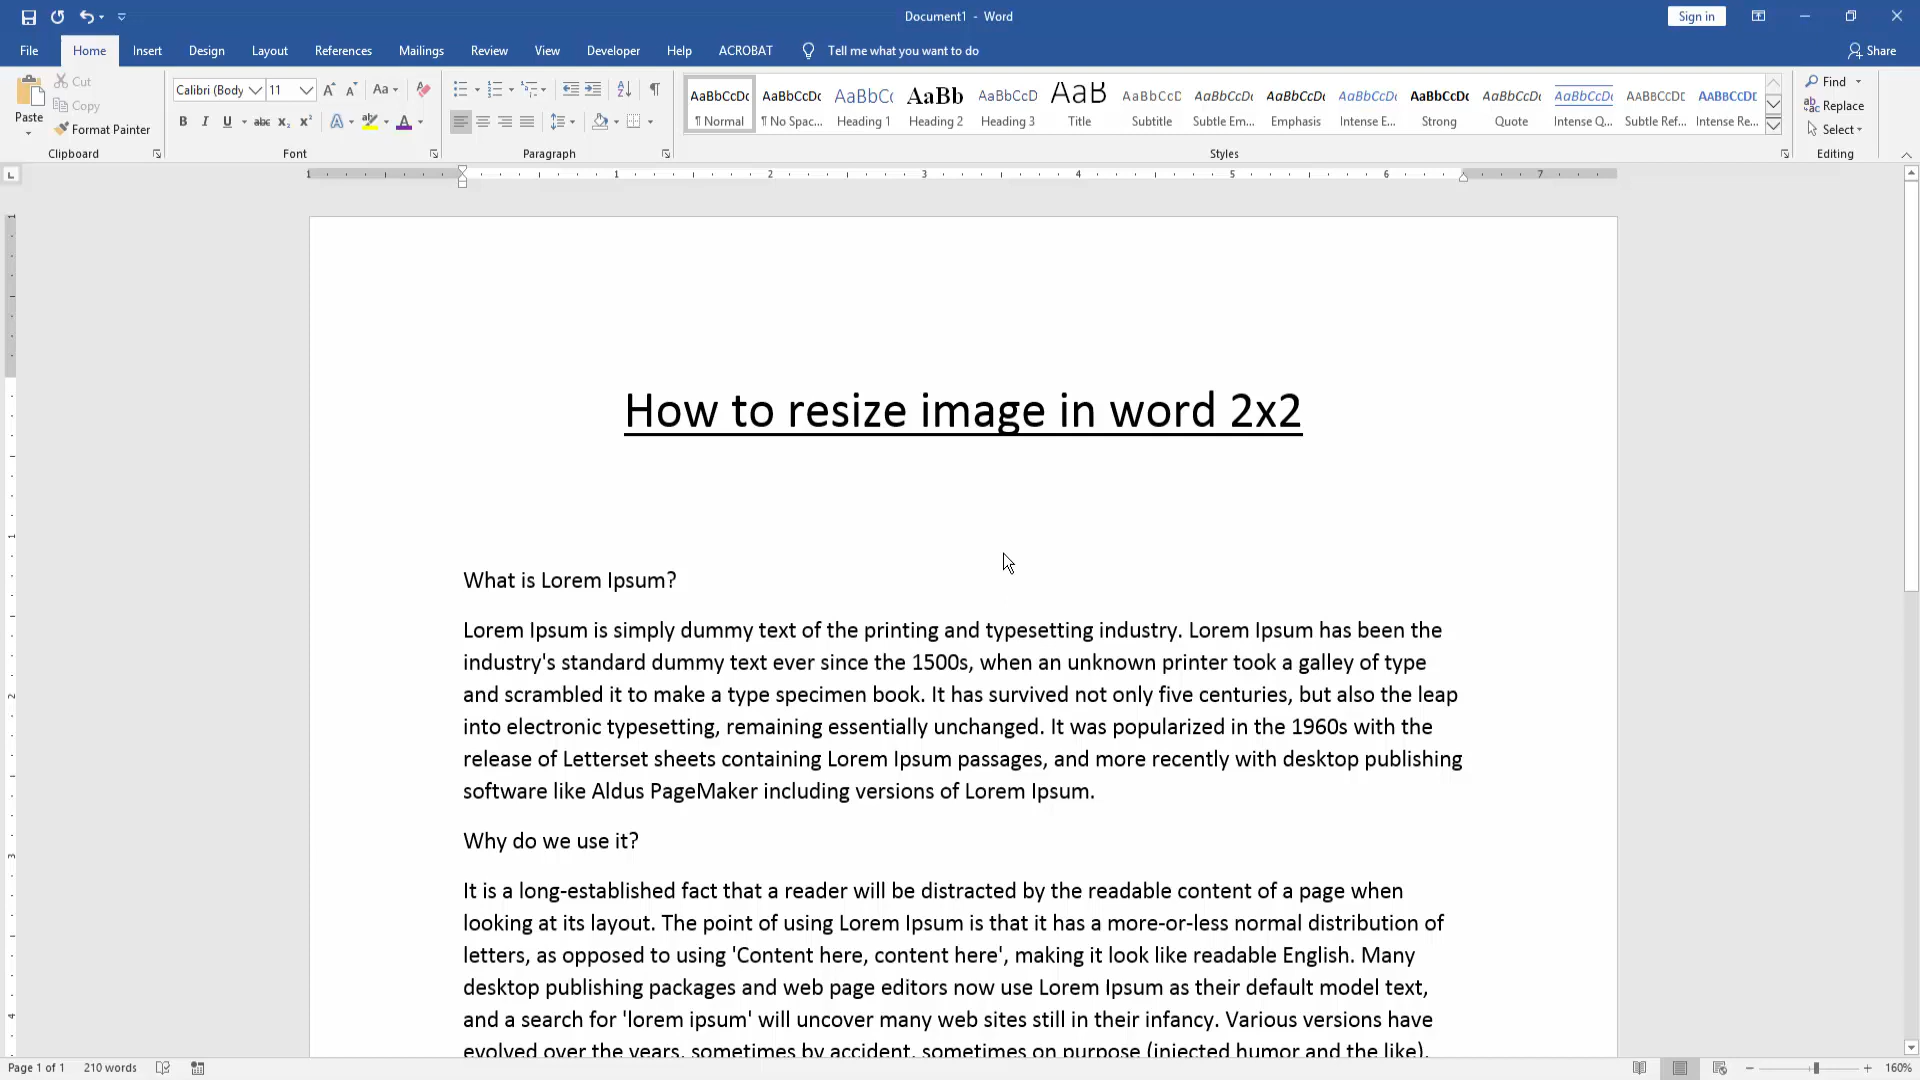 Document1 - Word
Sign in
File Home Insert Design Layout References Mailings Review View Developer Help ACROBAT Tell me what you want to do Share
Paste
Cut
Copy
Format Painter
Clipboard
Calibri (Body 11
Font
Paragraph
AaBbCcDc AaBbCcDc AaBbCc AaBb AaBbCcD AaB AaBbCcD AaBbCcDc AaBbCcDc AaBbCcDc AaBbCcDc AaBbCcDc AaBbCcDc AABBCCDE AABBCCDE
¶ Normal ¶ No Spac... Heading 1 Heading 2 Heading 3 Title Subtitle Subtle Em... Emphasis Intense E... Strong Quote Intense Q... Subtle Ref... Intense Re...
Styles
Find
Replace
Select
Editing
1 1 2 3 4 5 6 7
How to resize image in word 2x2
What is Lorem Ipsum?
Lorem Ipsum is simply dummy text of the printing and typesetting industry. Lorem Ipsum has been the
industry's standard dummy text ever since the 1500s, when an unknown printer took a galley of type
and scrambled it to make a type specimen book. It has survived not only five centuries, but also the leap
into electronic typesetting, remaining essentially unchanged. It was popularized in the 1960s with the
release of Letterset sheets containing Lorem Ipsum passages, and more recently with desktop publishing
software like Aldus PageMaker including versions of Lorem Ipsum.
Why do we use it?
It is a long-established fact that a reader will be distracted by the readable content of a page when
looking at its layout. The point of using Lorem Ipsum is that it has a more-or-less normal distribution of
letters, as opposed to using 'Content here, content here', making it look like readable English. Many
desktop publishing packages and web page editors now use Lorem Ipsum as their default model text,
and a search for 'lorem ipsum' will uncover many web sites still in their infancy. Various versions have
evolved over the years, sometimes by accident, sometimes on purpose (injected humor and the like).
Page 1 of 1 210 words 160%